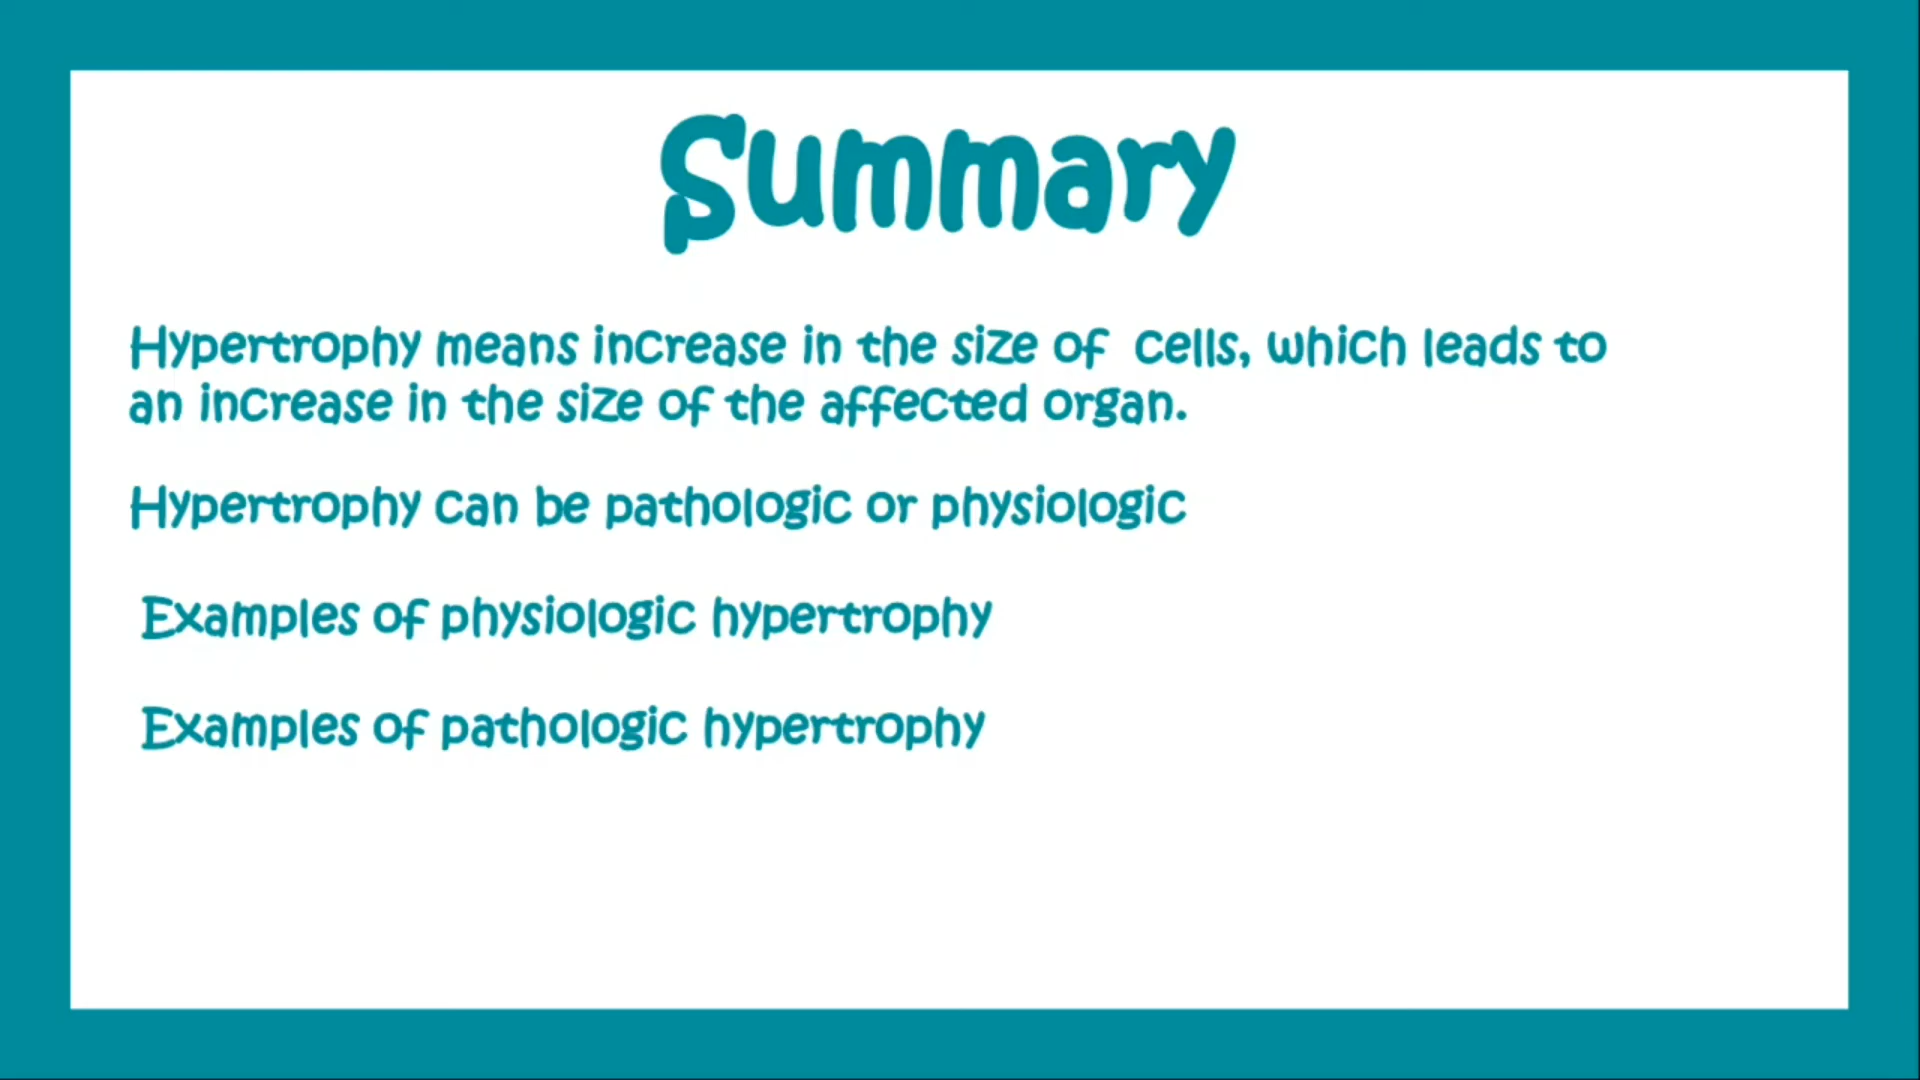 Summary
Hypertrophy means increase in the size of cells, which leads to
an increase in the size of the affected organ.
Hypertrophy can be pathologic or physiologic
Examples of physiologic hypertrophy
Examples of pathologic hypertrophy